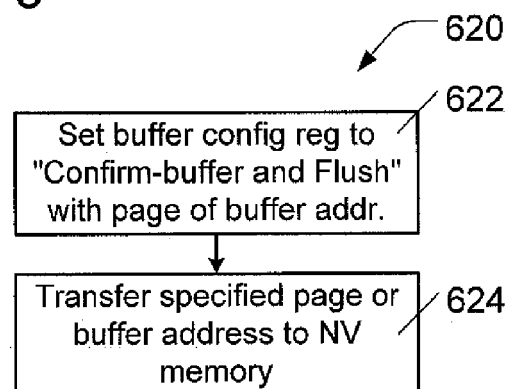 620
622
Set buffer config reg to
"Confirm-buffer and Flush"
with page of buffer addr.
Transfer specified page or
buffer address to NV
memory
624